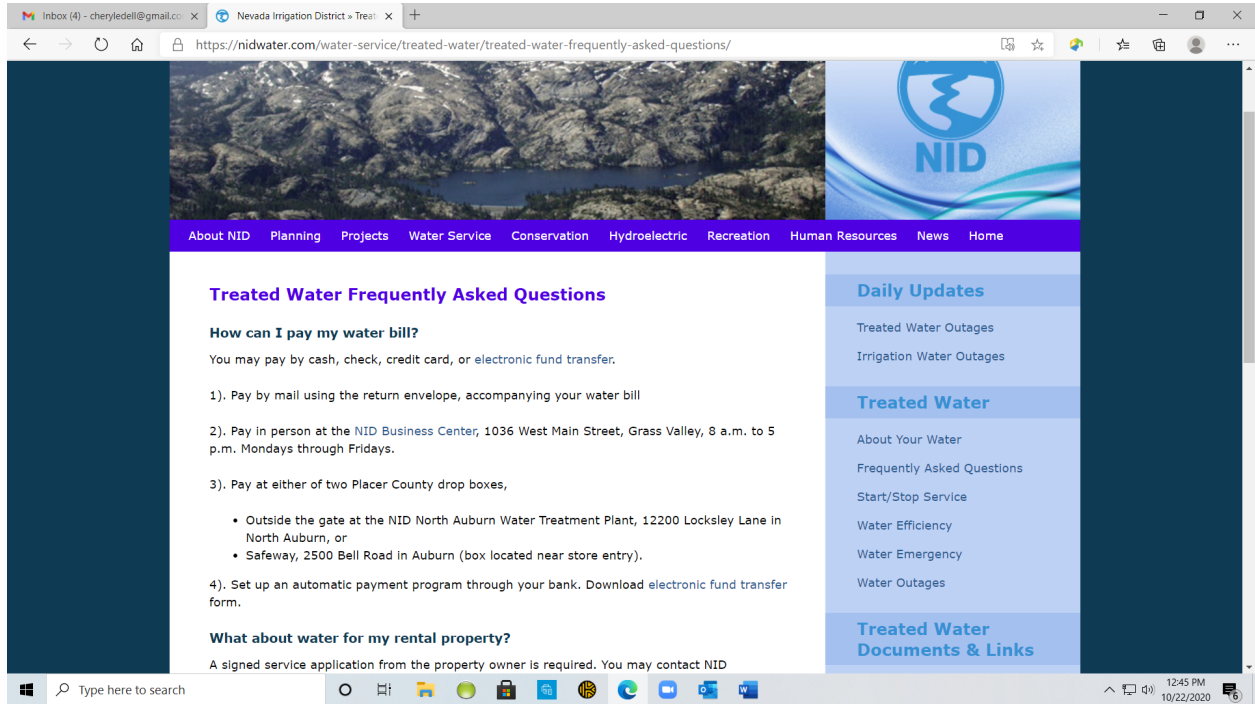 Inbox (4) - cheryledell@gmail.co
Nevada Irrigation District » Treat
https://nidwater.com/water-service/treated-water/treated-water-frequently-asked-questions/
NID
About NID Planning Projects Water Service Conservation Hydroelectric Recreation Human Resources News Home
Treated Water Frequently Asked Questions
How can I pay my water bill?
You may pay by cash, check, credit card, or electronic fund transfer.
1). Pay by mail using the return envelope, accompanying your water bill
2). Pay in person at the NID Business Center, 1036 West Main Street, Grass Valley, 8 a.m. to 5
p.m. Mondays through Fridays.
3). Pay at either of two Placer County drop boxes,
• Outside the gate at the NID North Auburn Water Treatment Plant, 12200 Locksley Lane in
North Auburn, or
• Safeway, 2500 Bell Road in Auburn (box located near store entry).
4). Set up an automatic payment program through your bank. Download electronic fund transfer
form.
What about water for my rental property?
A signed service application from the property owner is required. You may contact NID
Daily Updates
Treated Water Outages
Irrigation Water Outages
Treated Water
About Your Water
Frequently Asked Questions
Start/Stop Service
Water Efficiency
Water Emergency
Water Outages
Treated Water
Documents & Links
Type here to search
12:45 PM
10/22/2020
6